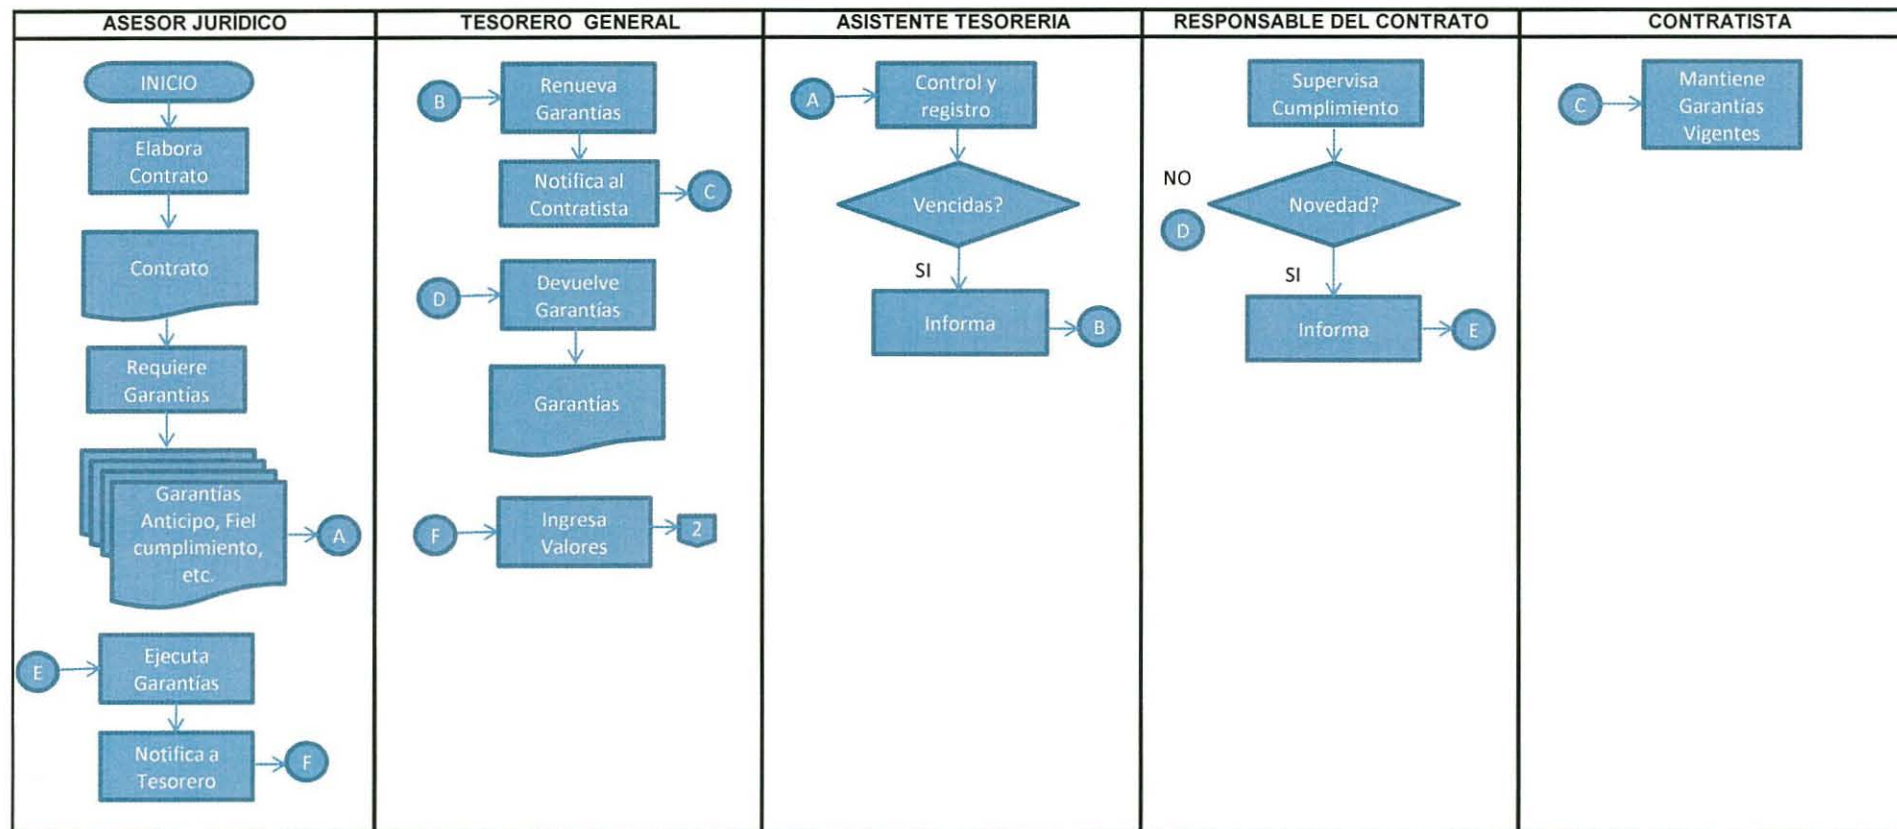 ASESOR JURÍDICO
TESORERO GENERAL
ASISTENTE TESORERIA
RESPONSABLE DEL CONTRATO
CONTRATISTA
INICIO
Elabora
Contrato
Contrato
Requiere
Garantías
Garantías
Anticipo, Fiel
cumplimiento,
etc.
A
E
Ejecuta
Garantías
Notifica a
Tesorero
F
B
Renueva
Garantías
Notifica al
Contratista
C
D
Devuelve
Garantías
Garantías
F
Ingresa
Valores
2
A
Control y
registro
Vencidas?
SI
Informa
B
Supervisa
Cumplimiento
NO
Novedad?
D
SI
Informa
E
C
Mantiene
Garantías
Vigentes